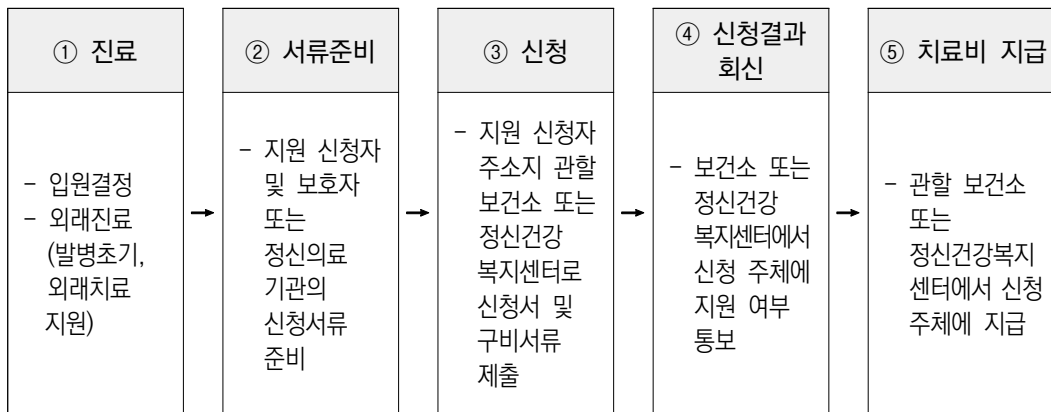 ① 진료
- 입원결정
- 외래진료
(발병초기,
외래치료
지원)
→
② 서류준비
- 지원 신청자
및 보호자
또는
정신의료
기관의
신청서류
준비
→
③ 신청
- 지원 신청자
주소지 관할
보건소 또는
정신건강
복지센터로
신청서 및
구비서류
제출
→
④ 신청결과
회신
- 보건소 또는
정신건강
복지센터에서
신청 주체에
지원 여부
통보
→
⑤ 치료비 지급
- 관할 보건소
또는
정신건강복지
센터에서 신청
주체에 지급